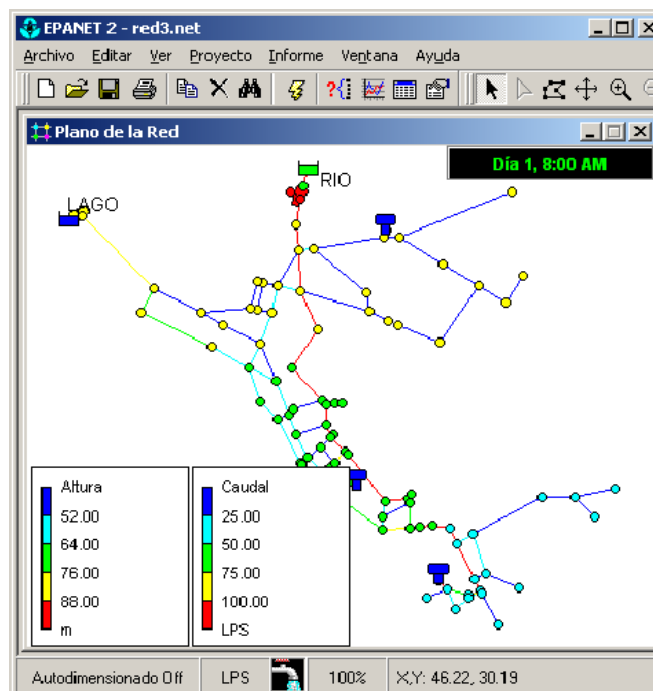 EPANET 2 - red3.net
Archivo Editar Ver Proyecto Informe Ventana Ayuda
Plano de la Red
Día 1, 8:00 AM
RIO
LAGO
Altura
52.00
64.00
76.00
88.00
m
Caudal
25.00
50.00
75.00
100.00
LPS
Autodimensionado Off LPS 100% X,Y: 46.22, 30.19